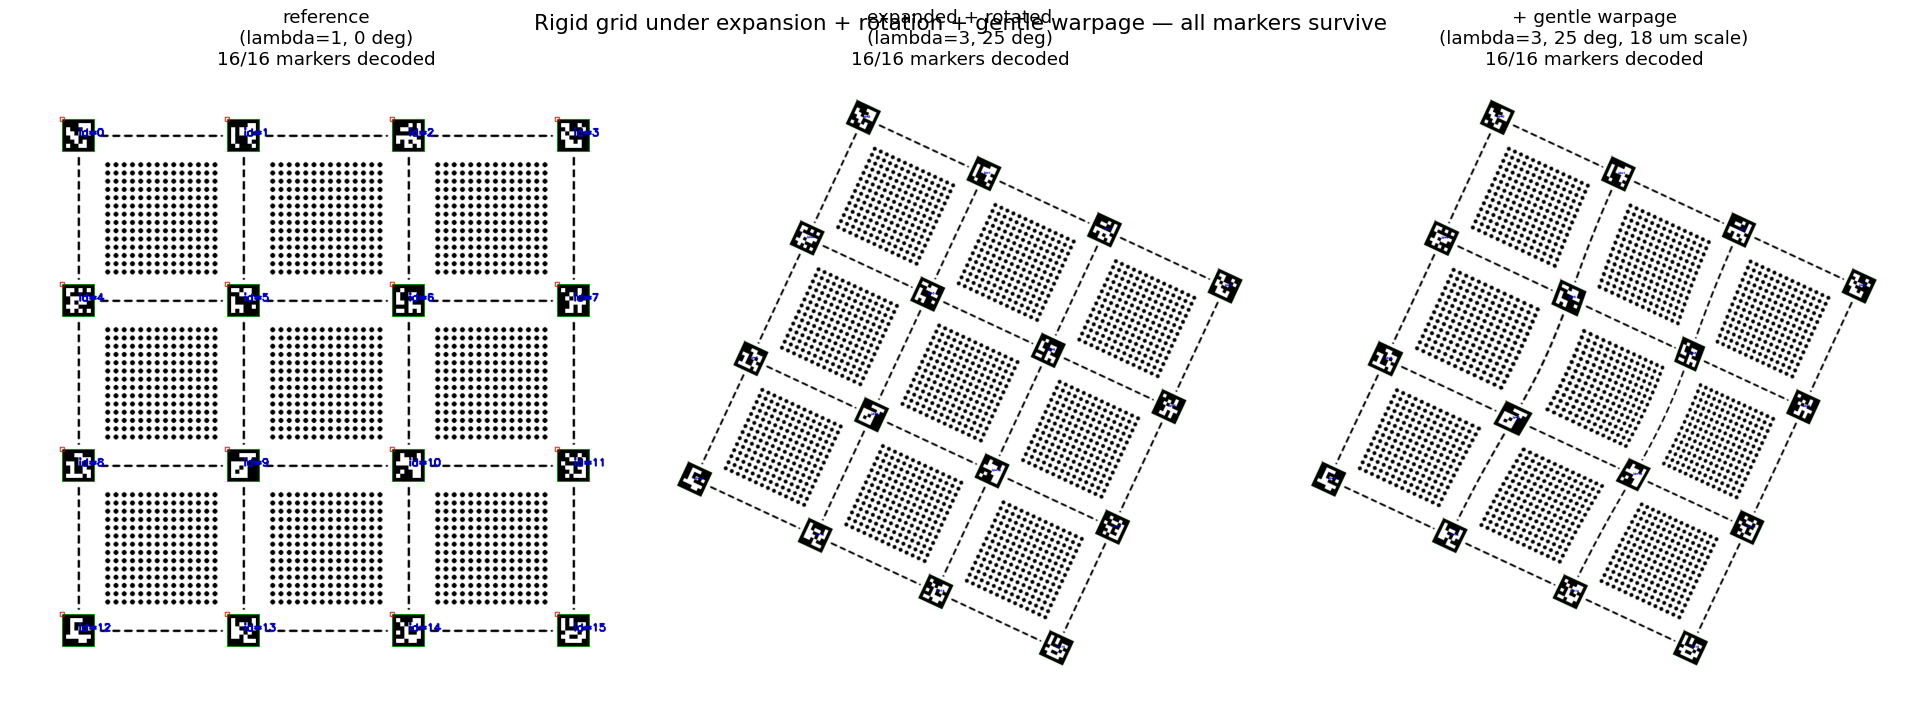 Rigid grid under expansion + rotation + gentle warpage — all markers survive
reference
(lambda=1, 0 deg)
16/16 markers decoded
expanded + rotated
(lambda=3, 25 deg)
16/16 markers decoded
+ gentle warpage
(lambda=3, 25 deg, 18 um scale)
16/16 markers decoded
id=0
id=1
id=2
id=3
id=4
id=5
id=6
id=7
id=8
id=9
id=10
id=11
id=12
id=13
id=14
id=15